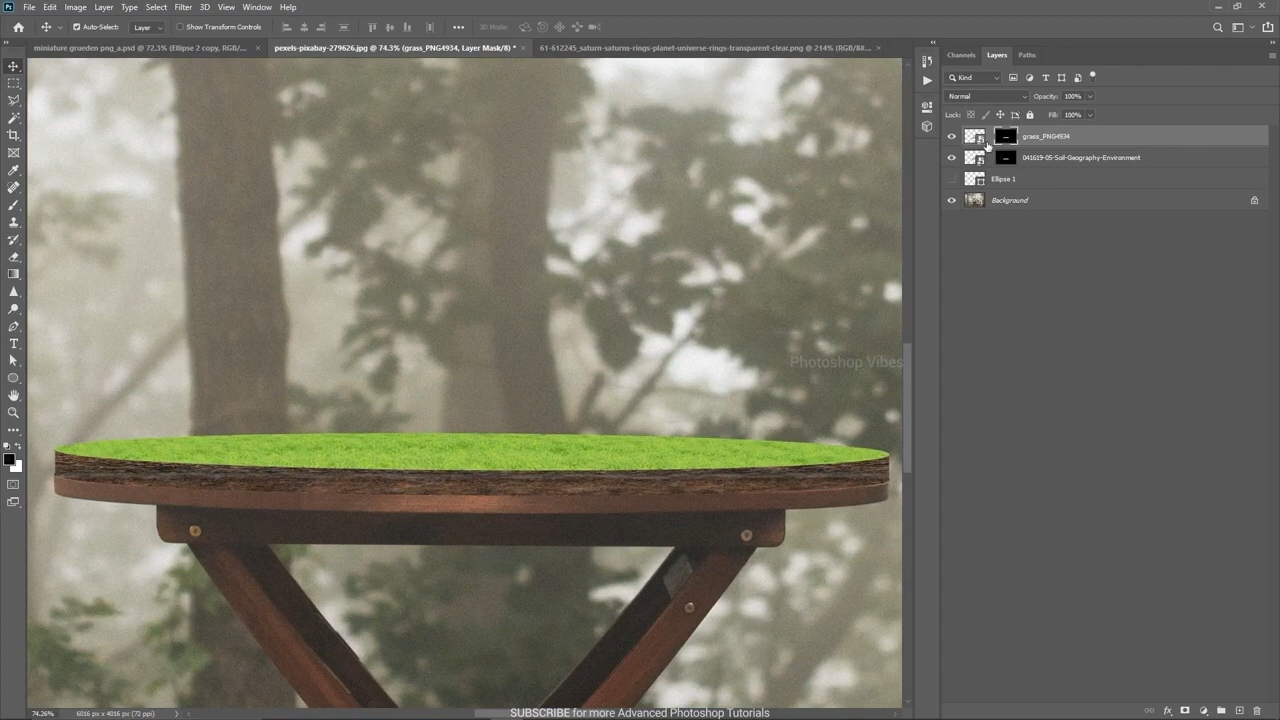 File Edit Image Layer Type Select Filter 3D View Window Help
Auto-Select: Layer Show Transform Controls 3D Mode:
miniature grueden png_a.psd @ 72.3% (Ellipse 2 copy, RGB/... × pexels-pixabay-279626.jpg @ 74.3% (grass_PNG4934, Layer Mask/8) * × 61-612245_saturn-saturns-rings-planet-universe-rings-transparent-clear.png @ 214% (RGB/8#... ×
Channels Layers Paths
Kind
Normal Opacity: 100%
Lock: Fill: 100%
grass_PNG4934
041619-05-Soil-Geography-Environment
Ellipse 1
Background
Photoshop Vibes
74.26% 6016 px x 4016 px (72 ppi)
SUBSCRIBE for more Advanced Photoshop Tutorials